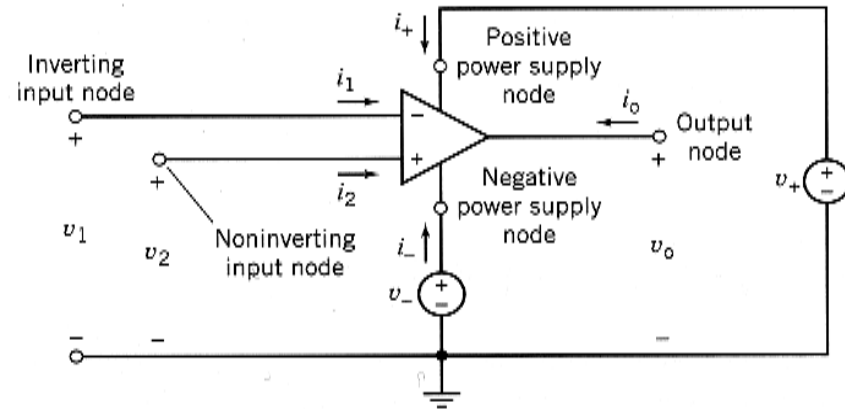 i+
Positive
power supply
node
Inverting
input node
i1
io
−
+
+
Output
node
+
+
i2
+
−
v+
v1
v2
Noninverting
input node
Negative
power supply
node
i−
vo
v−
+
−
−
−
−